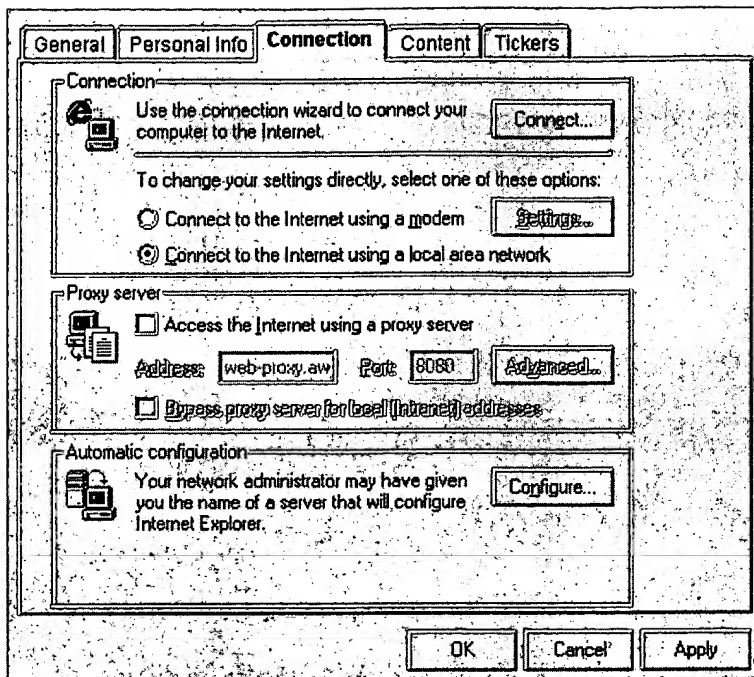 General Personal Info Connection Content Tickers
Connection
Use the connection wizard to connect your
computer to the Internet.
Connect...
To change your settings directly, select one of these options:
Connect to the Internet using a modem
Settings...
Connect to the Internet using a local area network
Proxy server
Access the Internet using a proxy server
Address: web-proxy.aw Port: 8080 Advanced...
Bypass proxy server for local (Intranet) addresses
Automatic configuration
Your network administrator may have given
you the name of a server that will configure
Internet Explorer.
Configure...
OK Cancel Apply